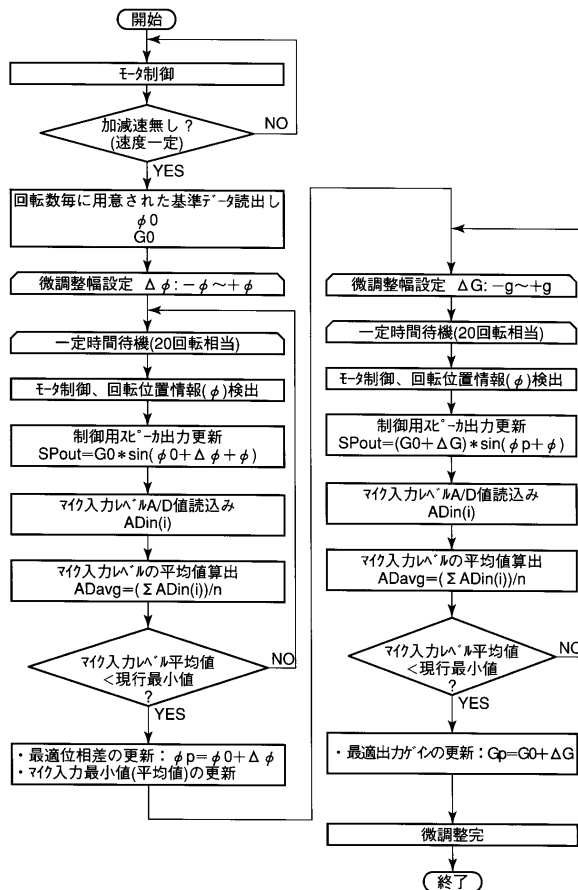 開始
モータ制御
加減速無し ?
(速度一定)
NO
YES
回転数毎に用意された基準データ読出し
φ0
G0
微調整幅設定 Δφ:−φ～+φ
一定時間待機(20回転相当)
モータ制御、回転位置情報(φ)検出
制御用スピーカ出力更新
SPout=G0*sin(φ0+Δφ+φ)
マイク入力レベルA/D値読込み
ADin(i)
マイク入力レベルの平均値算出
ADavg=(ΣADin(i))/n
マイク入力レベル平均値
<現行最小値
?
NO
YES
・最適位相差の更新：φp=φ0+Δφ
・マイク入力最小値(平均値)の更新
微調整幅設定 ΔG:−g～+g
一定時間待機(20回転相当)
モータ制御、回転位置情報(φ)検出
制御用スピーカ出力更新
SPout=(G0+ΔG)*sin(φp+φ)
マイク入力レベルA/D値読込み
ADin(i)
マイク入力レベルの平均値算出
ADavg=(ΣADin(i))/n
マイク入力レベル平均値
<現行最小値
?
NO
YES
・最適出力ゲインの更新：Gp=G0+ΔG
微調整完
終了